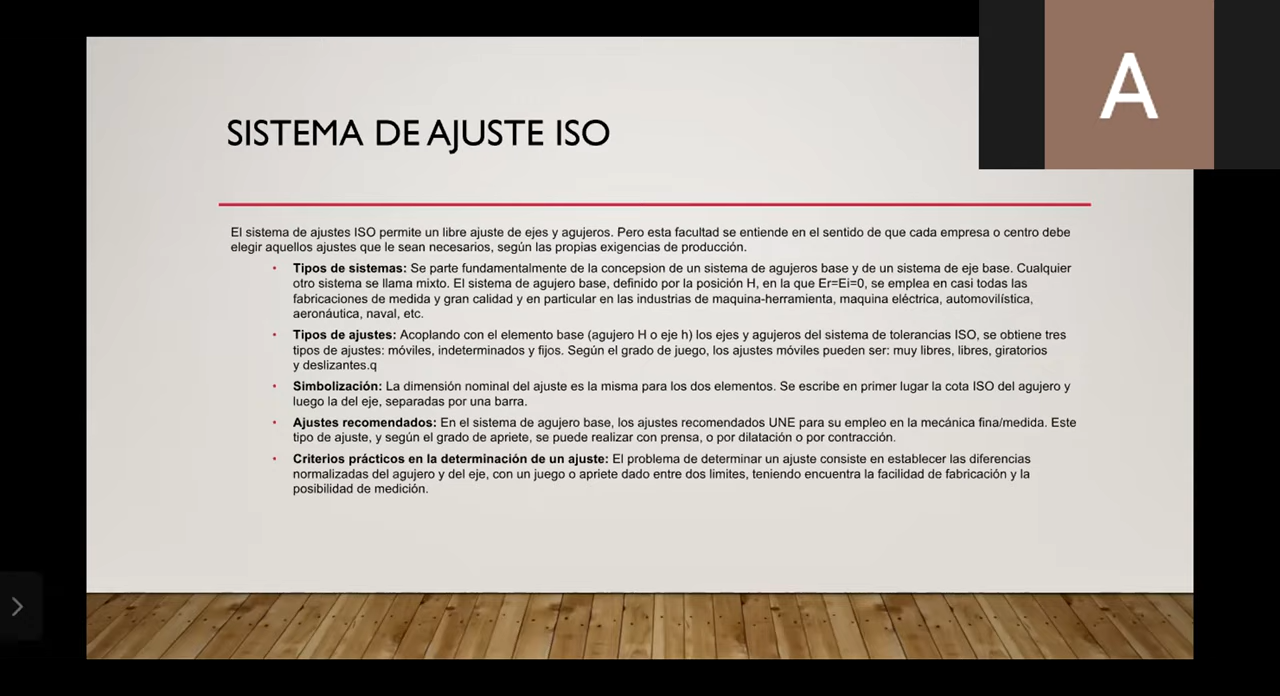 A
SISTEMA DE AJUSTE ISO
El sistema de ajustes ISO permite un libre ajuste de ejes y agujeros. Pero esta facultad se entiende en el sentido de que cada empresa o centro debe
elegir aquellos ajustes que le sean necesarios, según las propias exigencias de producción.
• Tipos de sistemas: Se parte fundamentalmente de la concepsion de un sistema de agujeros base y de un sistema de eje base. Cualquier
otro sistema se llama mixto. El sistema de agujero base, definido por la posición H, en la que Er=Ei=0, se emplea en casi todas las
fabricaciones de medida y gran calidad y en particular en las industrias de maquina-herramienta, maquina eléctrica, automovilística,
aeronáutica, naval, etc.
• Tipos de ajustes: Acoplando con el elemento base (agujero H o eje h) los ejes y agujeros del sistema de tolerancias ISO, se obtiene tres
tipos de ajustes: móviles, indeterminados y fijos. Según el grado de juego, los ajustes móviles pueden ser: muy libres, libres, giratorios
y deslizantes.q
• Simbolización: La dimensión nominal del ajuste es la misma para los dos elementos. Se escribe en primer lugar la cota ISO del agujero y
luego la del eje, separadas por una barra.
• Ajustes recomendados: En el sistema de agujero base, los ajustes recomendados UNE para su empleo en la mecánica fina/medida. Este
tipo de ajuste, y según el grado de apriete, se puede realizar con prensa, o por dilatación o por contracción.
• Criterios prácticos en la determinación de un ajuste: El problema de determinar un ajuste consiste en establecer las diferencias
normalizadas del agujero y del eje, con un juego o apriete dado entre dos limites, teniendo encuentra la facilidad de fabricación y la
posibilidad de medición.